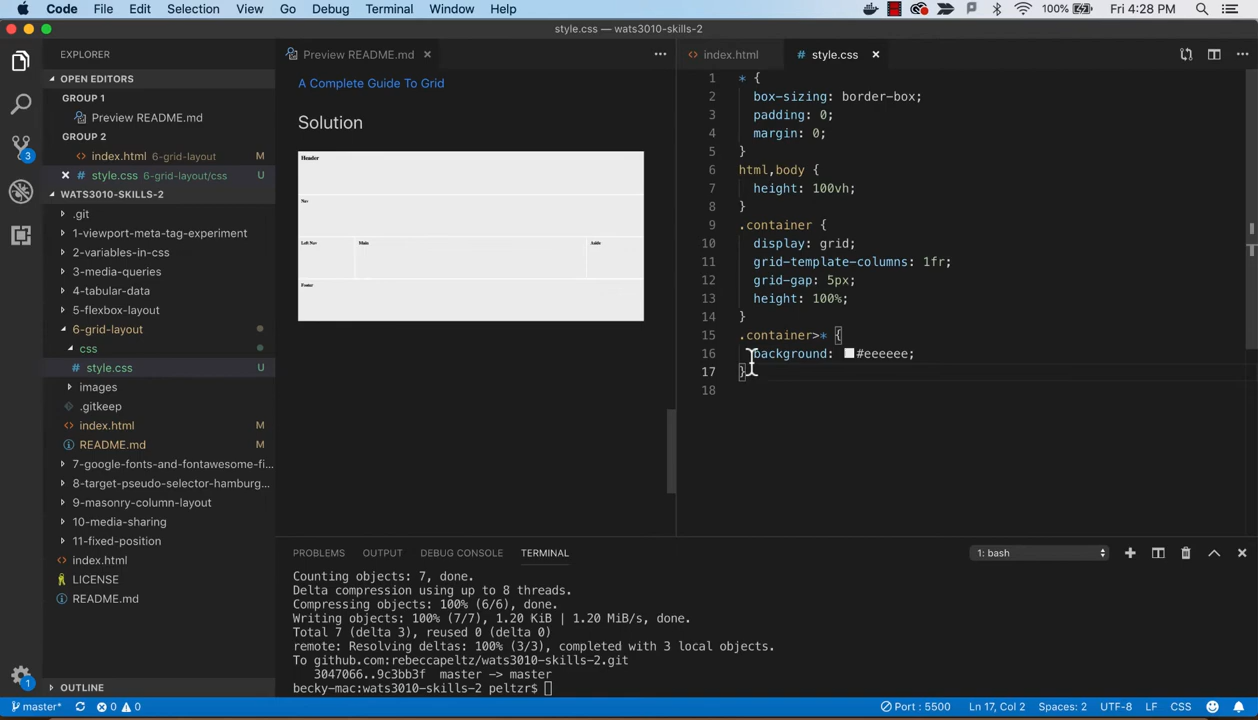 Code File Edit Selection View Go Debug Terminal Window Help 100% Fri 4:28 PM
style.css — wats3010-skills-2
EXPLORER
OPEN EDITORS
GROUP 1
Preview README.md
GROUP 2
index.html 6-grid-layout M
style.css 6-grid-layout/css U
WATS3010-SKILLS-2
.git
1-viewport-meta-tag-experiment
2-variables-in-css
3-media-queries
4-tabular-data
5-flexbox-layout
6-grid-layout
css
# style.css U
images
.gitkeep
index.html M
README.md M
7-google-fonts-and-fontawesome-fi...
8-target-pseudo-selector-hamburg...
9-masonry-column-layout
10-media-sharing
11-fixed-position
index.html
LICENSE
README.md
OUTLINE
3
1
Preview README.md
A Complete Guide To Grid
Solution
Header
Nav
Left Nav Main Aside
Footer
index.html # style.css
1 * {
2 box-sizing: border-box;
3 padding: 0;
4 margin: 0;
5 }
6 html,body {
7 height: 100vh;
8 }
9 .container {
10 display: grid;
11 grid-template-columns: 1fr;
12 grid-gap: 5px;
13 height: 100%;
14 }
15 .container>* {
16 background: #eeeeee;
17 }
18
PROBLEMS OUTPUT DEBUG CONSOLE TERMINAL 1: bash
Counting objects: 7, done.
Delta compression using up to 8 threads.
Compressing objects: 100% (6/6), done.
Writing objects: 100% (7/7), 1.20 KiB | 1.20 MiB/s, done.
Total 7 (delta 3), reused 0 (delta 0)
remote: Resolving deltas: 100% (3/3), completed with 3 local objects.
To github.com:rebeccapeltz/wats3010-skills-2.git
3047066..9c3bb3f master -> master
becky-mac:wats3010-skills-2 peltzr$
master* 0 0 Port : 5500 Ln 17, Col 2 Spaces: 2 UTF-8 LF CSS